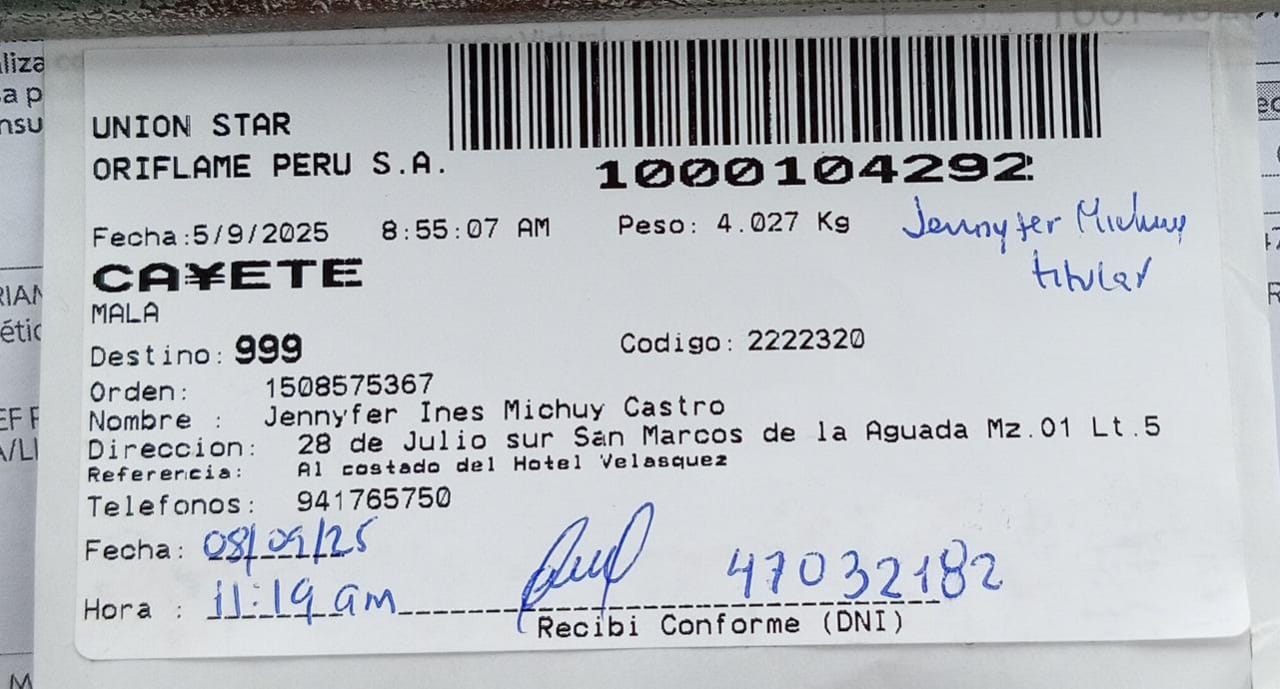 UNION STAR
ORIFLAME PERU S.A.
1000104292
Fecha:5/9/2025 8:55:07 AM Peso: 4.027 Kg
Jennyfer Michuy
titular
CA¥ETE
MALA
Destino: 999 Codigo: 2222320
Orden: 1508575367
Nombre : Jennyfer Ines Michuy Castro
Direccion: 28 de Julio sur San Marcos de la Aguada Mz.01 Lt.5
Referencia: Al costado del Hotel Velasquez
Telefonos: 941765750
Fecha: 08/09/25
Hora : 11:19 am 47032182
Recibi Conforme (DNI)